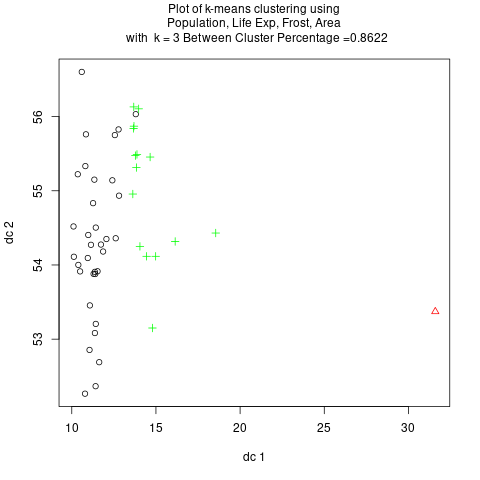 Plot of k-means clustering using
Population, Life Exp, Frost, Area
with  k = 3 Between Cluster Percentage =0.8622
56
55
54
53
dc 2
10
15
20
25
30
dc 1